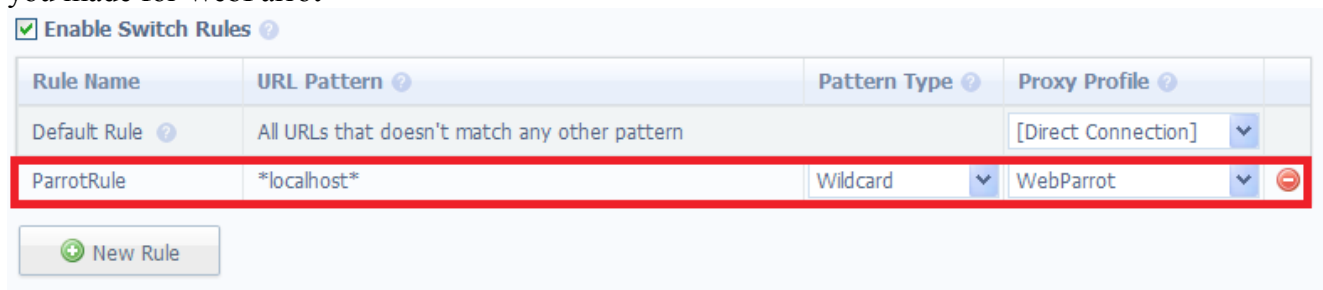 you made for WebParrot
Enable Switch Rules
Rule Name URL Pattern Pattern Type Proxy Profile
Default Rule All URLs that doesn't match any other pattern [Direct Connection]
ParrotRule *localhost* Wildcard WebParrot
New Rule